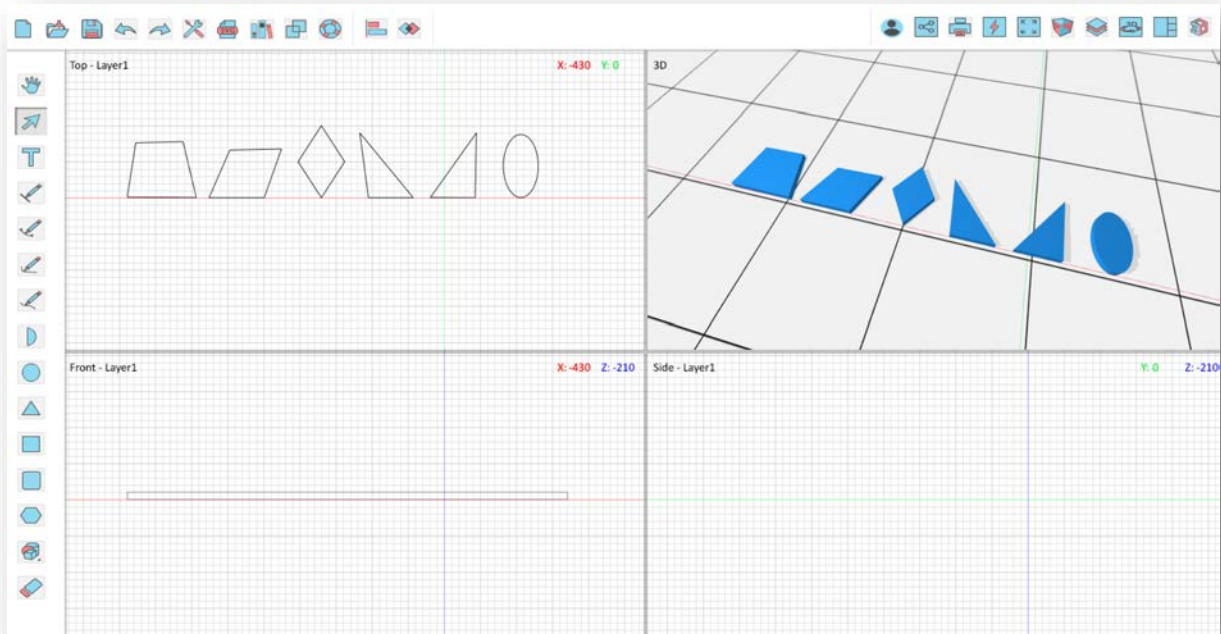 Top - Layer1
X: -430 Y: 0
3D
Front - Layer1
X: -430 Z: -210
Side - Layer1
Y: 0 Z: -210
T